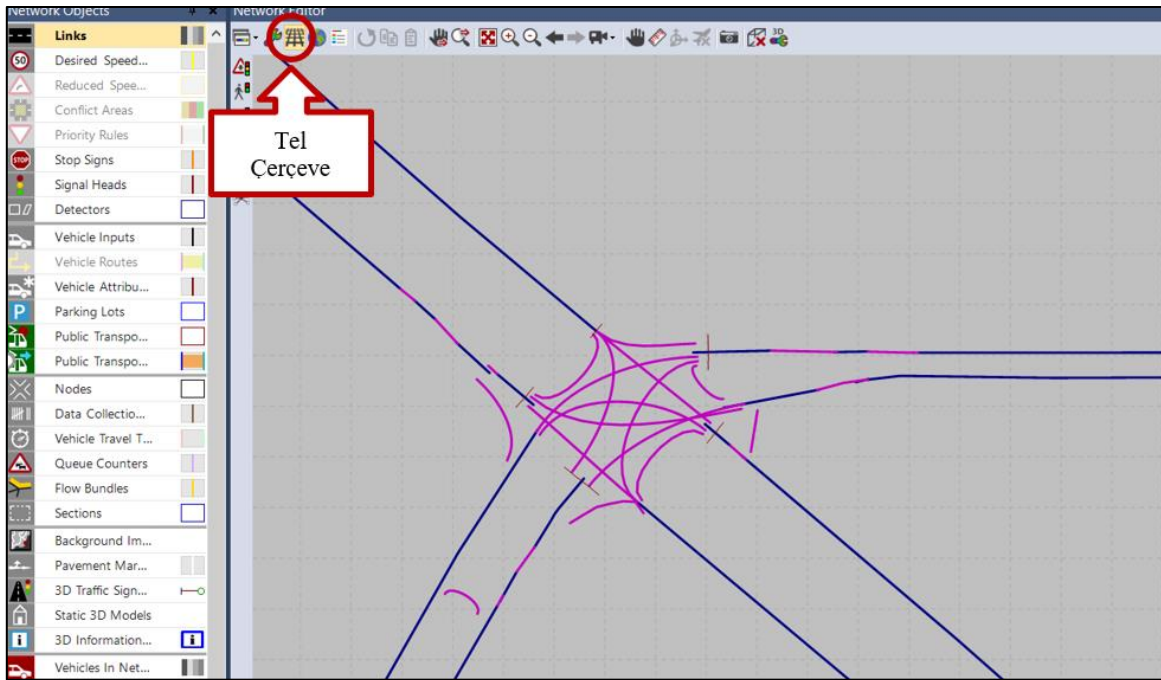 Network Objects
Network Editor
Links
50
Desired Speed...
Reduced Spee...
Conflict Areas
Priority Rules
STOP
Stop Signs
Signal Heads
Detectors
Vehicle Inputs
Vehicle Routes
Vehicle Attribu...
P
Parking Lots
Public Transpo...
Public Transpo...
Nodes
Data Collectio...
Vehicle Travel T...
Queue Counters
Flow Bundles
Sections
Background Im...
Pavement Mar...
3D Traffic Sign...
Static 3D Models
3D Information...
Vehicles In Net...
3D
Tel
Çerçeve